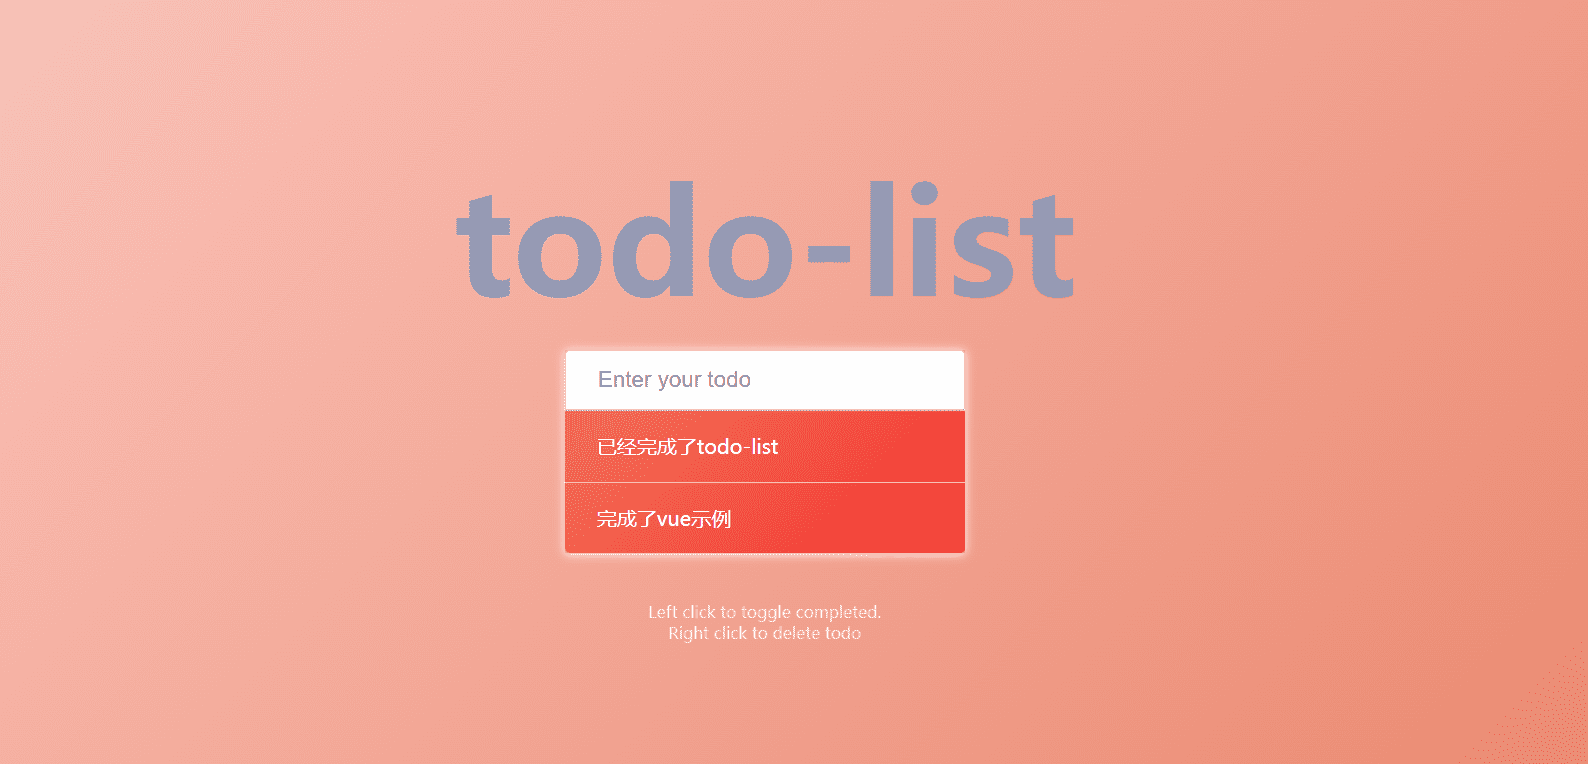 todo-list
Enter your todo
已经完成了todo-list
完成了vue示例
Left click to toggle completed.
Right click to delete todo